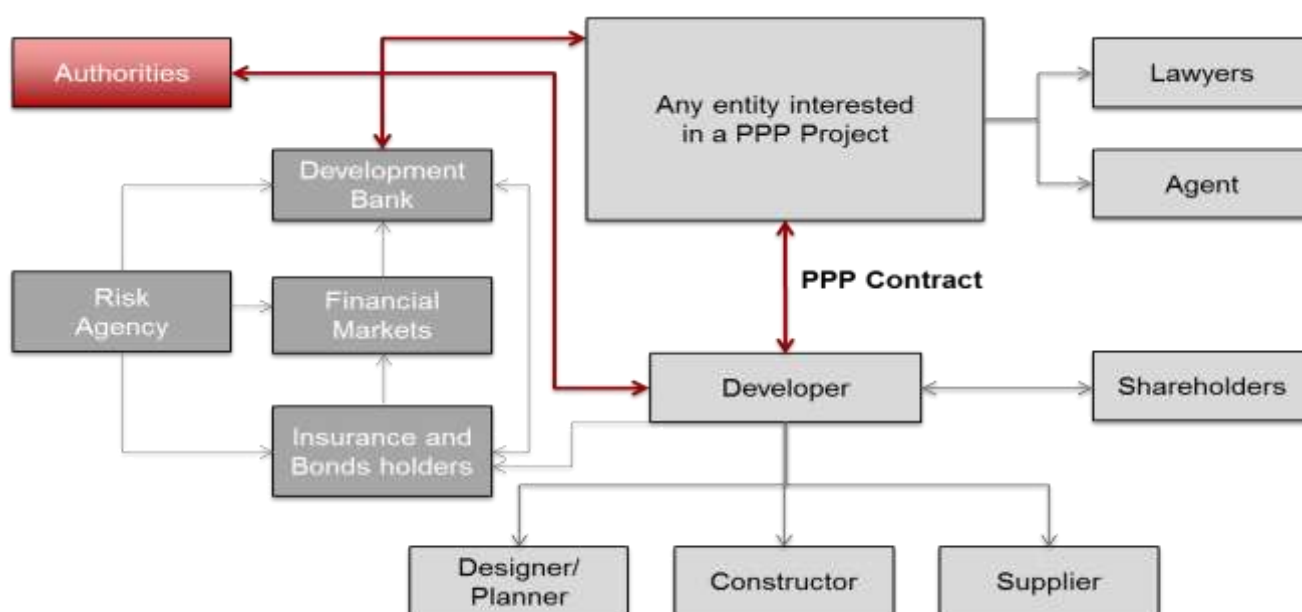 Authorities
Any entity interested
in a PPP Project
Lawyers
Agent
Development
Bank
Risk
Agency
Financial
Markets
PPP Contract
Developer
Shareholders
Insurance and
Bonds holders
Designer/
Planner
Constructor
Supplier